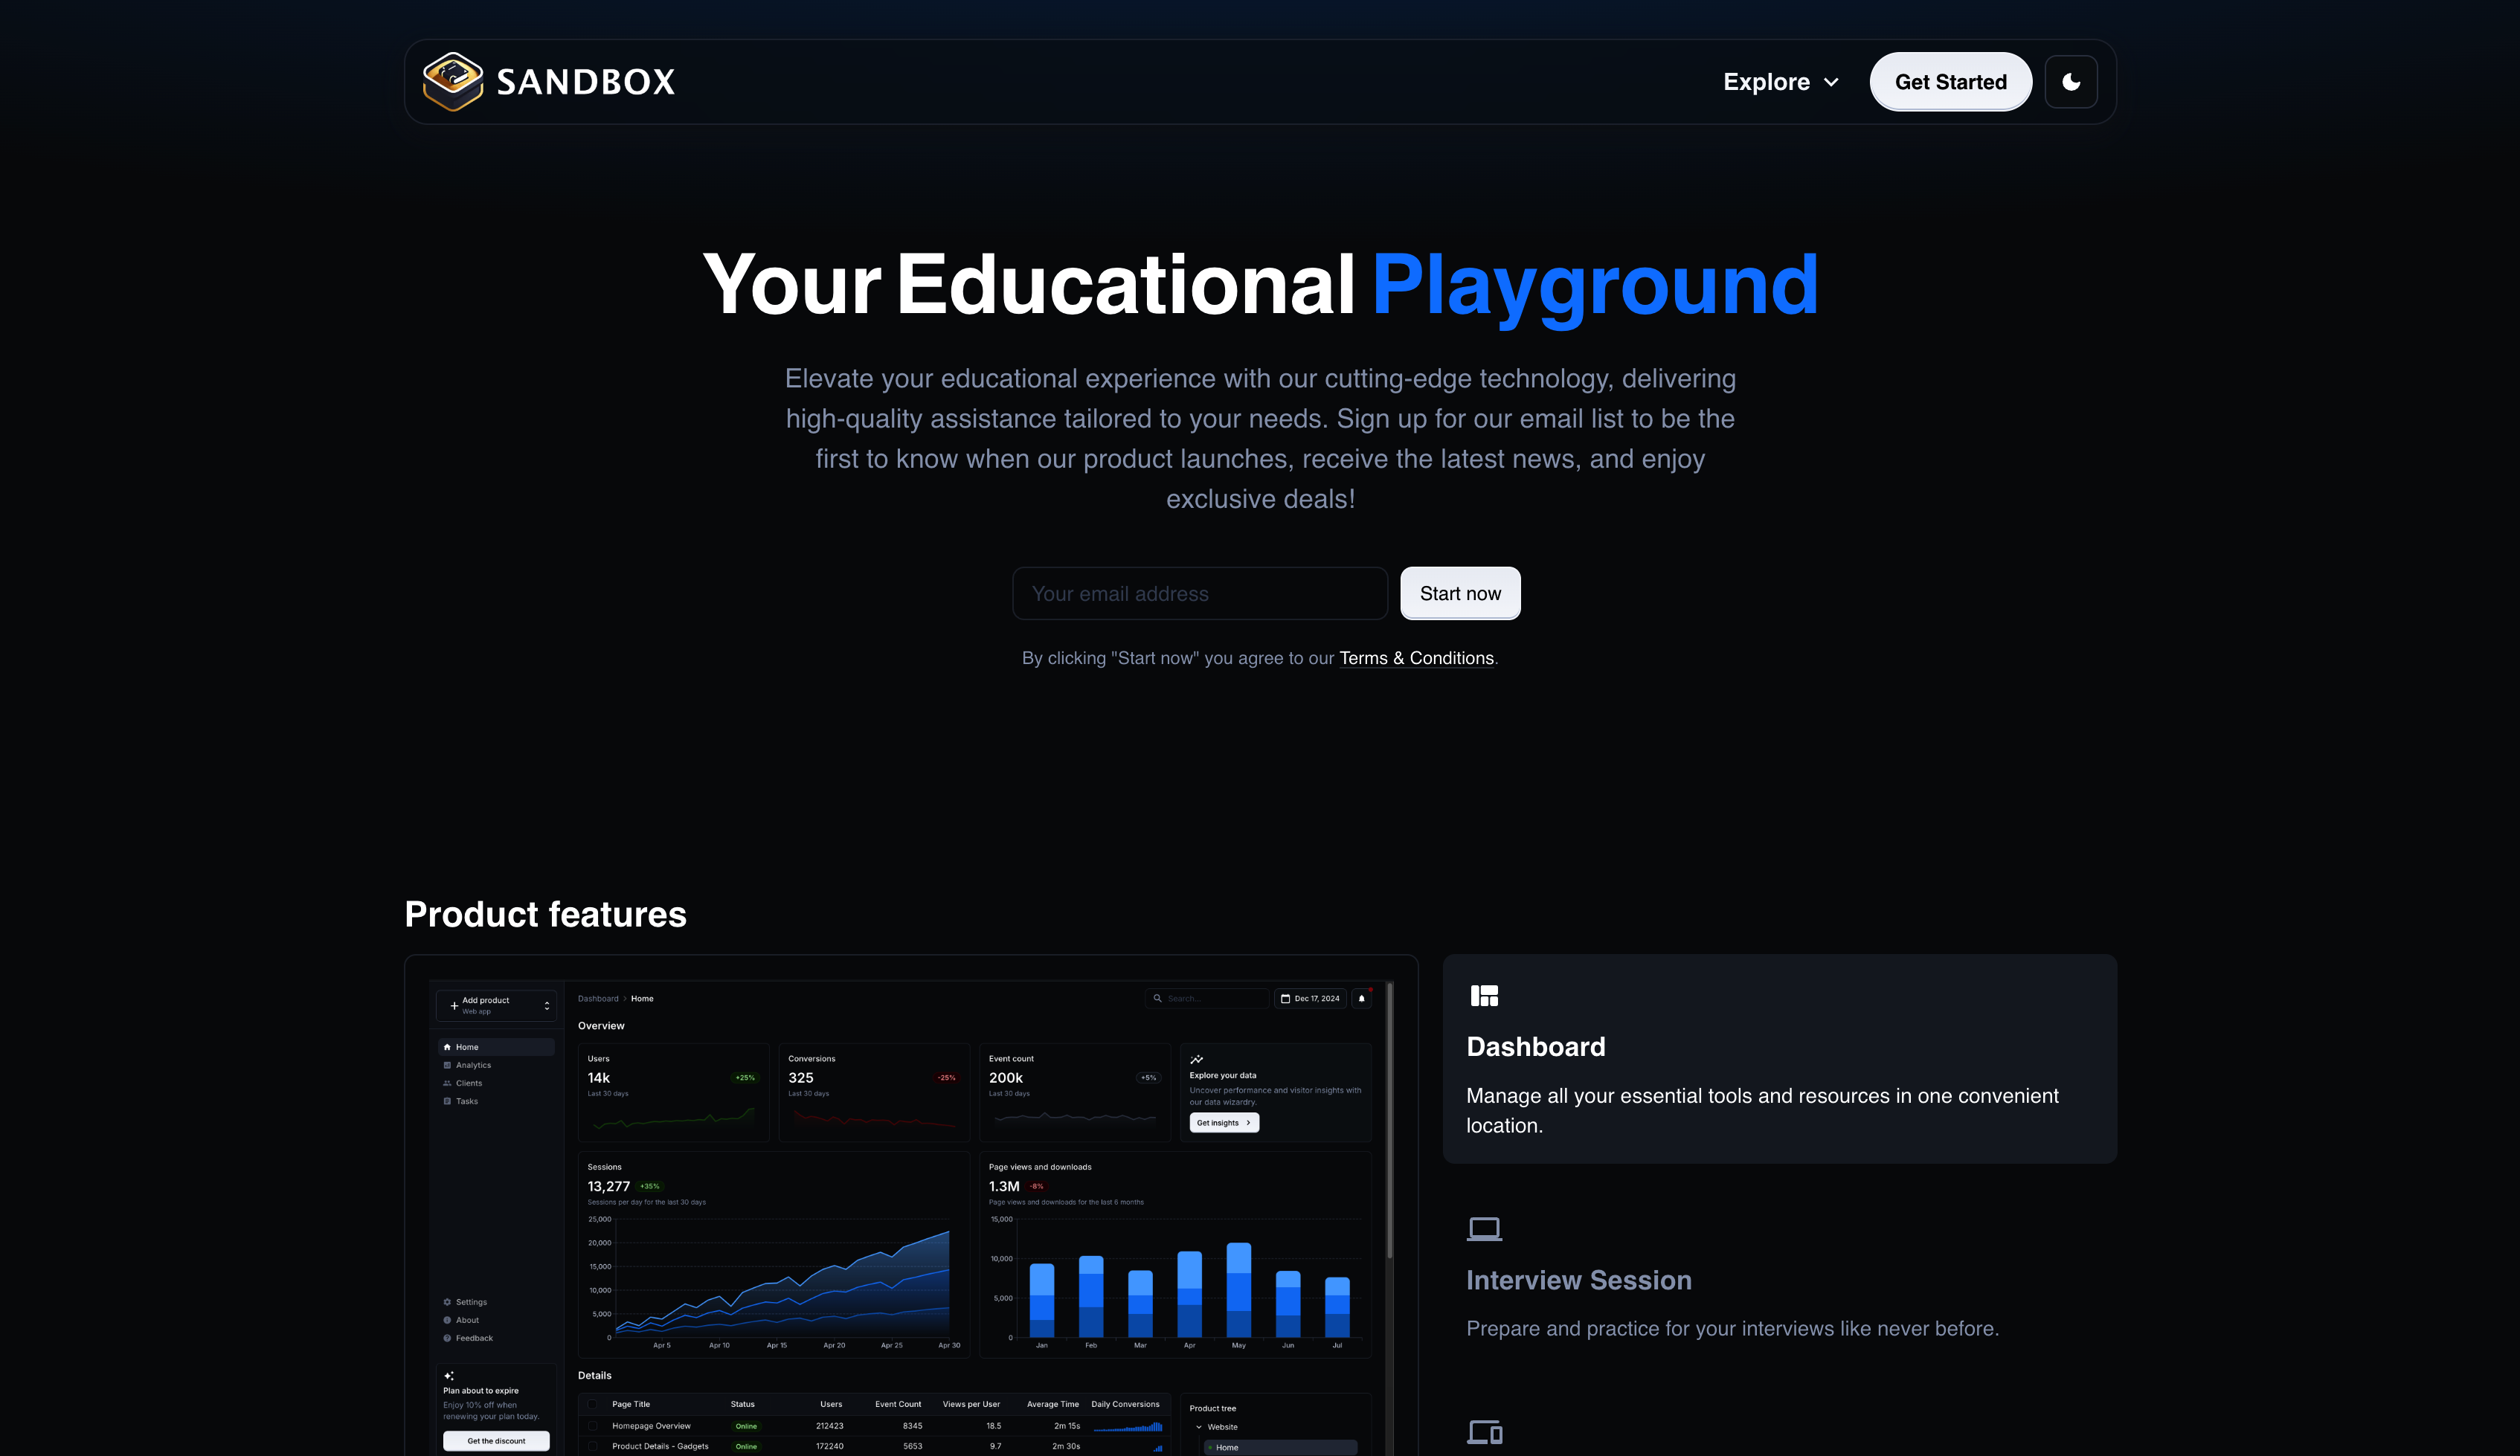 SANDBOX
Explore
Get Started
Your Educational Playground
Elevate your educational experience with our cutting-edge technology, delivering
high-quality assistance tailored to your needs. Sign up for our email list to be the
first to know when our product launches, receive the latest news, and enjoy
exclusive deals!
Your email address
Start now
By clicking "Start now" you agree to our Terms & Conditions.
Product features
Add product
Web app
Home
Analytics
Clients
Tasks
Settings
About
Feedback
Plan about to expire
Enjoy 10% off when
renewing your plan today.
Get the discount
Dashboard > Home
Search...
Dec 17, 2024
Overview
Users
14k
+25%
Last 30 days
Conversions
325
-25%
Last 30 days
Event count
200k
+5%
Last 30 days
Explore your data
Uncover performance and visitor insights with
our data wizardry.
Get insights
Sessions
13,277 +35%
Sessions per day for the last 30 days
25,000
20,000
15,000
10,000
5,000
0
Apr 5 Apr 10 Apr 15 Apr 20 Apr 25 Apr 30
Page views and downloads
1.3M -8%
Page views and downloads for the last 6 months
15,000
10,000
5,000
0
Jan Feb Mar Apr May Jun Jul
Details
Page Title Status Users Event Count Views per User Average Time Daily Conversions
Homepage Overview Online 212423 8345 18.5 2m 15s
Product Details - Gadgets Online 172240 5653 9.7 2m 30s
Product tree
Website
Home
Dashboard
Manage all your essential tools and resources in one convenient
location.
Interview Session
Prepare and practice for your interviews like never before.